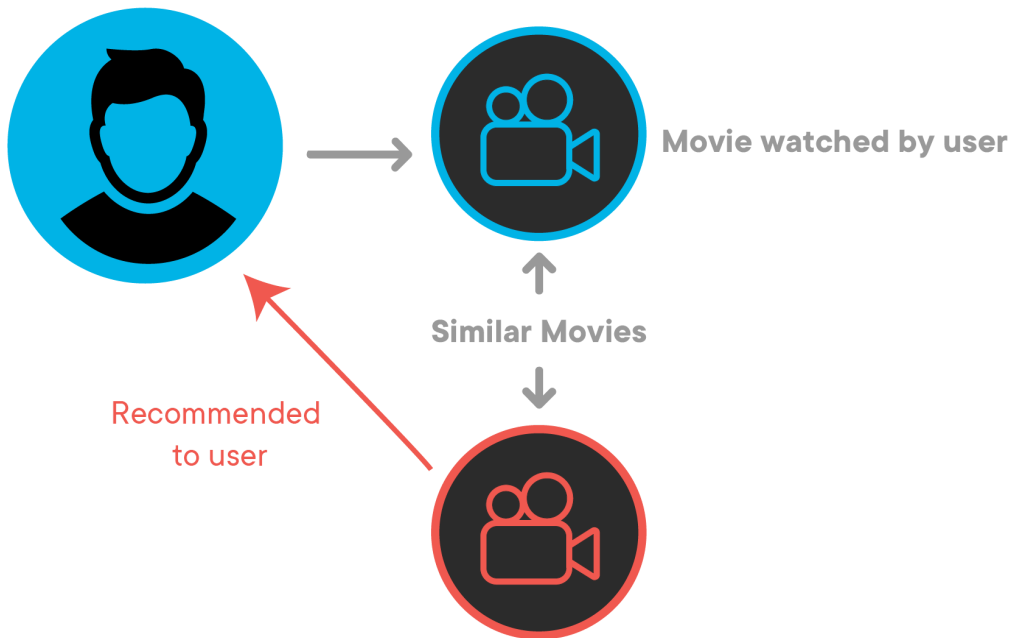 Movie watched by user
Similar Movies
Recommended
to user